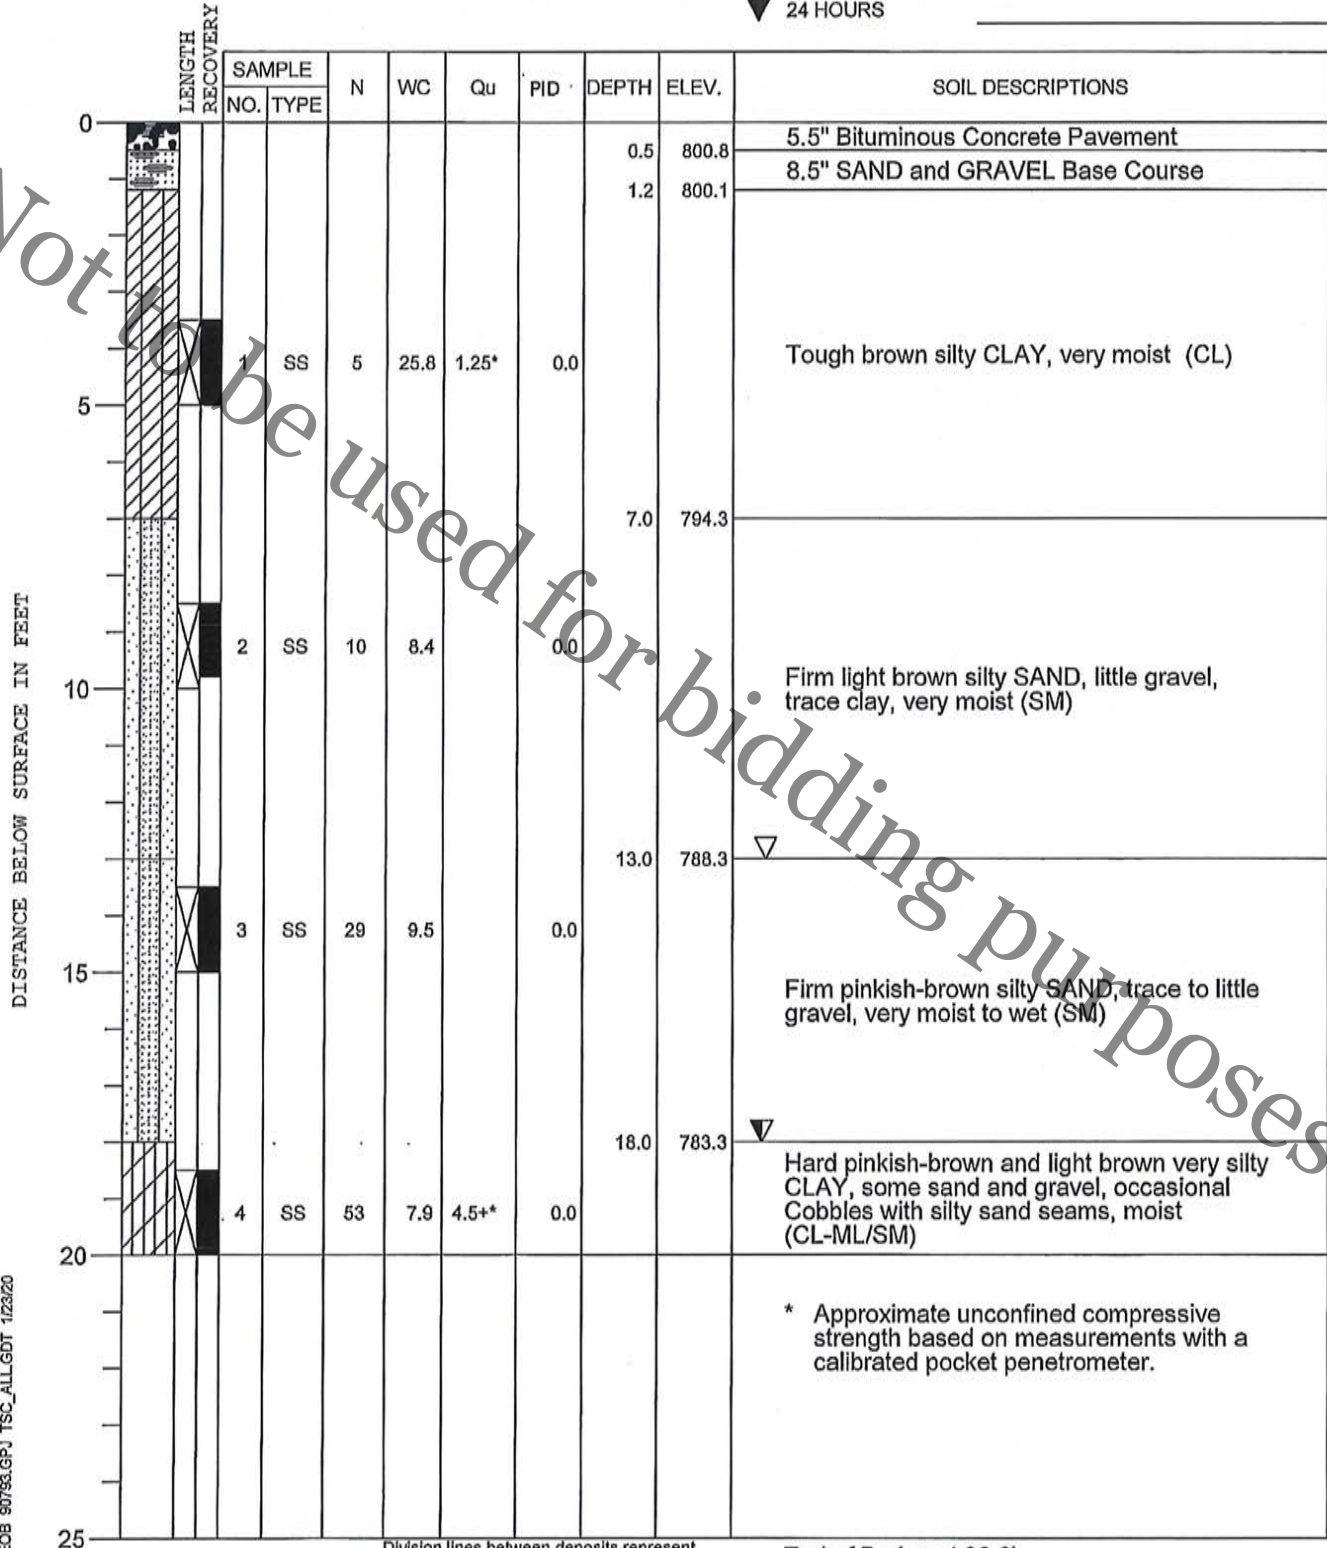 24 HOURS
LENGTH
RECOVERY
SAMPLE
NO. TYPE N WC Qu PID DEPTH ELEV. SOIL DESCRIPTIONS
0
5.5" Bituminous Concrete Pavement
0.5 800.8
8.5" SAND and GRAVEL Base Course
1.2 800.1
1 SS 5 25.8 1.25* 0.0 Tough brown silty CLAY, very moist (CL)
5
7.0 794.3
2 SS 10 8.4 0.0
Firm light brown silty SAND, little gravel,
trace clay, very moist (SM)
10
13.0 788.3
3 SS 29 9.5 0.0
15
Firm pinkish-brown silty SAND, trace to little
gravel, very moist to wet (SM)
18.0 783.3
Hard pinkish-brown and light brown very silty
CLAY, some sand and gravel, occasional
4 SS 53 7.9 4.5+* 0.0 Cobbles with silty sand seams, moist
(CL-ML/SM)
20
* Approximate unconfined compressive
strength based on measurements with a
calibrated pocket penetrometer.
25
Division lines between deposits represent
DISTANCE BELOW SURFACE IN FEET
90793.GPJ TSC_ALL.GDT 1/23/20
Not to be used for bidding purposes